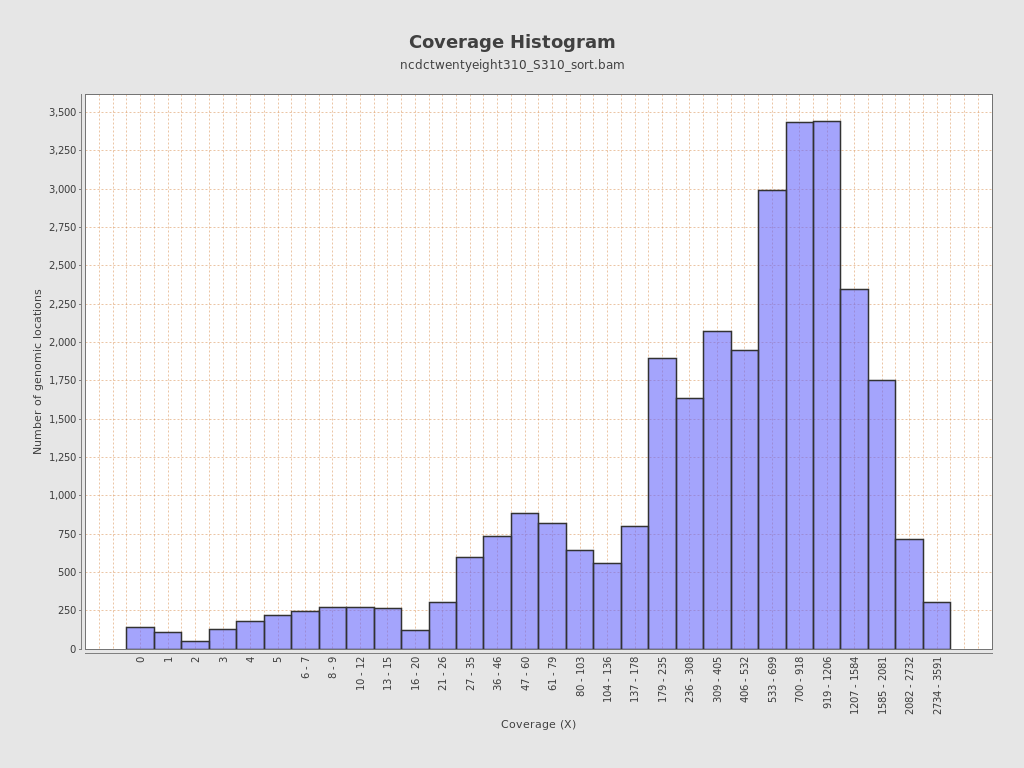 Coverage Histogram
ncdctwentyeight310_S310_sort.bam
Number of genomic locations
3,500
3,250
3,000
2,750
2,500
2,250
2,000
1,750
1,500
1,250
1,000
750
500
250
0
0
1
2
3
4
5
6 - 7
8 - 9
10 - 12
13 - 15
16 - 20
21 - 26
27 - 35
36 - 46
47 - 60
61 - 79
80 - 103
104 - 136
137 - 178
179 - 235
236 - 308
309 - 405
406 - 532
533 - 699
700 - 918
919 - 1206
1207 - 1584
1585 - 2081
2082 - 2732
2734 - 3591
Coverage (X)